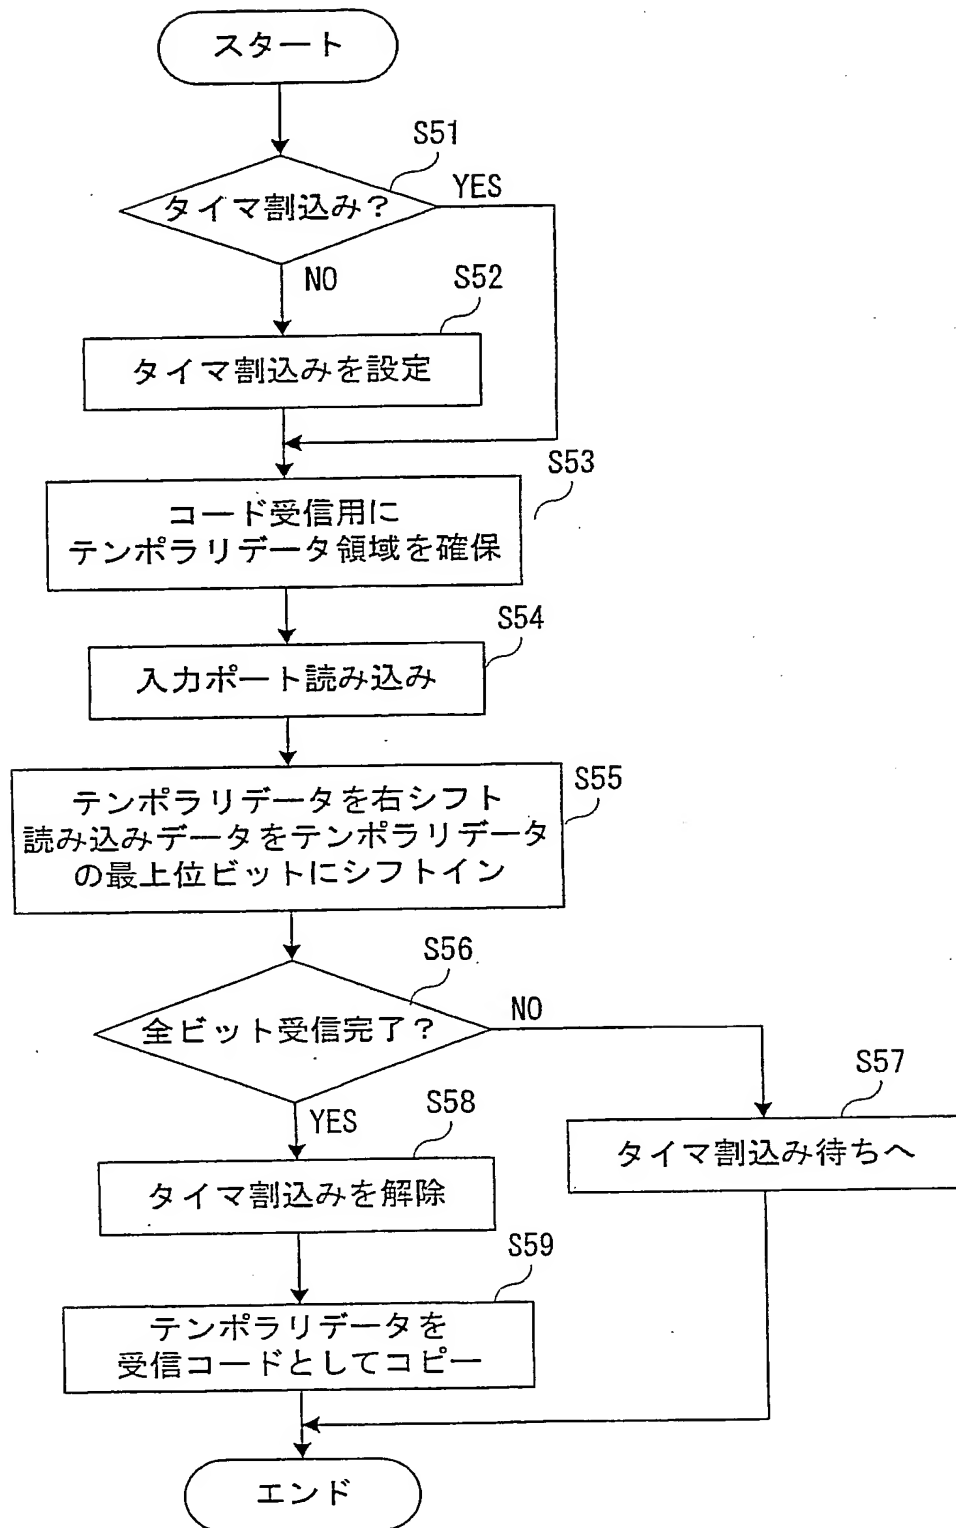 スタート
S51
タイマ割込み？
YES
NO
S52
タイマ割込みを設定
S53
コード受信用に
テンポラリデータ領域を確保
S54
入力ポート読み込み
S55
テンポラリデータを右シフト
読み込みデータをテンポラリデータ
の最上位ビットにシフトイン
S56
全ビット受信完了？
NO
S57
タイマ割込み待ちへ
YES
S58
タイマ割込みを解除
S59
テンポラリデータを
受信コードとしてコピー
エンド